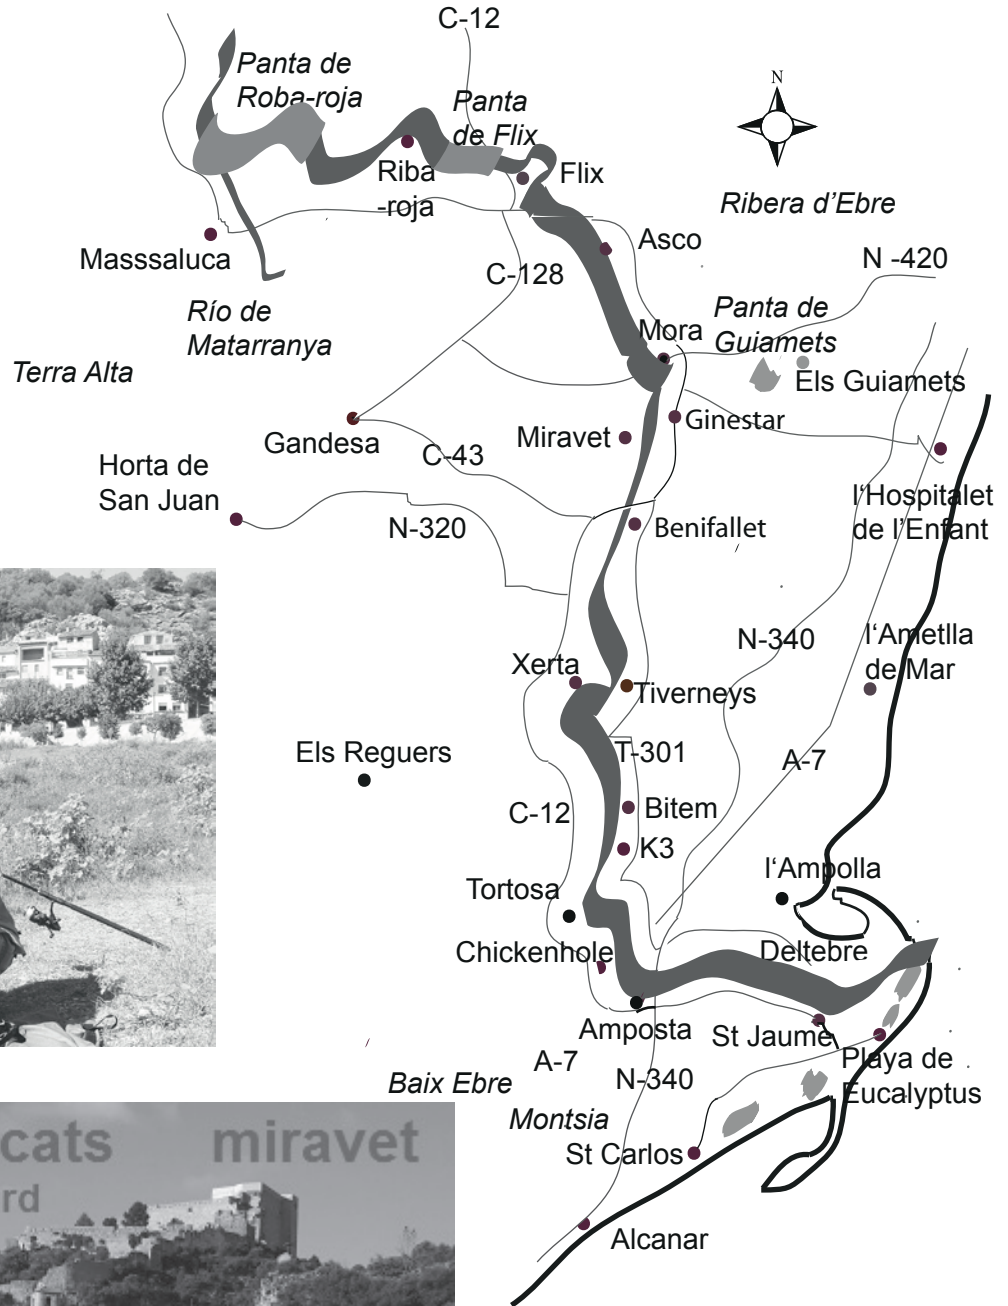 C-12
Panta de
Roba-roja
Panta
de Flix
N
Riba
-roja
Flix
Ribera d’Ebre
Asco
Masssaluca
C-128
N -420
Río de
Matarranya
Panta de
Guiamets
Mora
Terra Alta
Els Guiamets
Ginestar
Miravet
Gandesa
C-43
Horta de
San Juan
l‘Hospitalet
de l’Enfant
N-320
Benifallet
N-340
l‘Ametlla
de Mar
Xerta
Tiverneys
Els Reguers
T-301
A-7
C-12
Bitem
K3
l‘Ampolla
Tortosa
Chickenhole
Deltebre
Amposta
St Jaume
A-7
Playa de
Eucalyptus
Baix Ebre
N-340
Montsia
St Carlos
cats miravet
rd
Alcanar